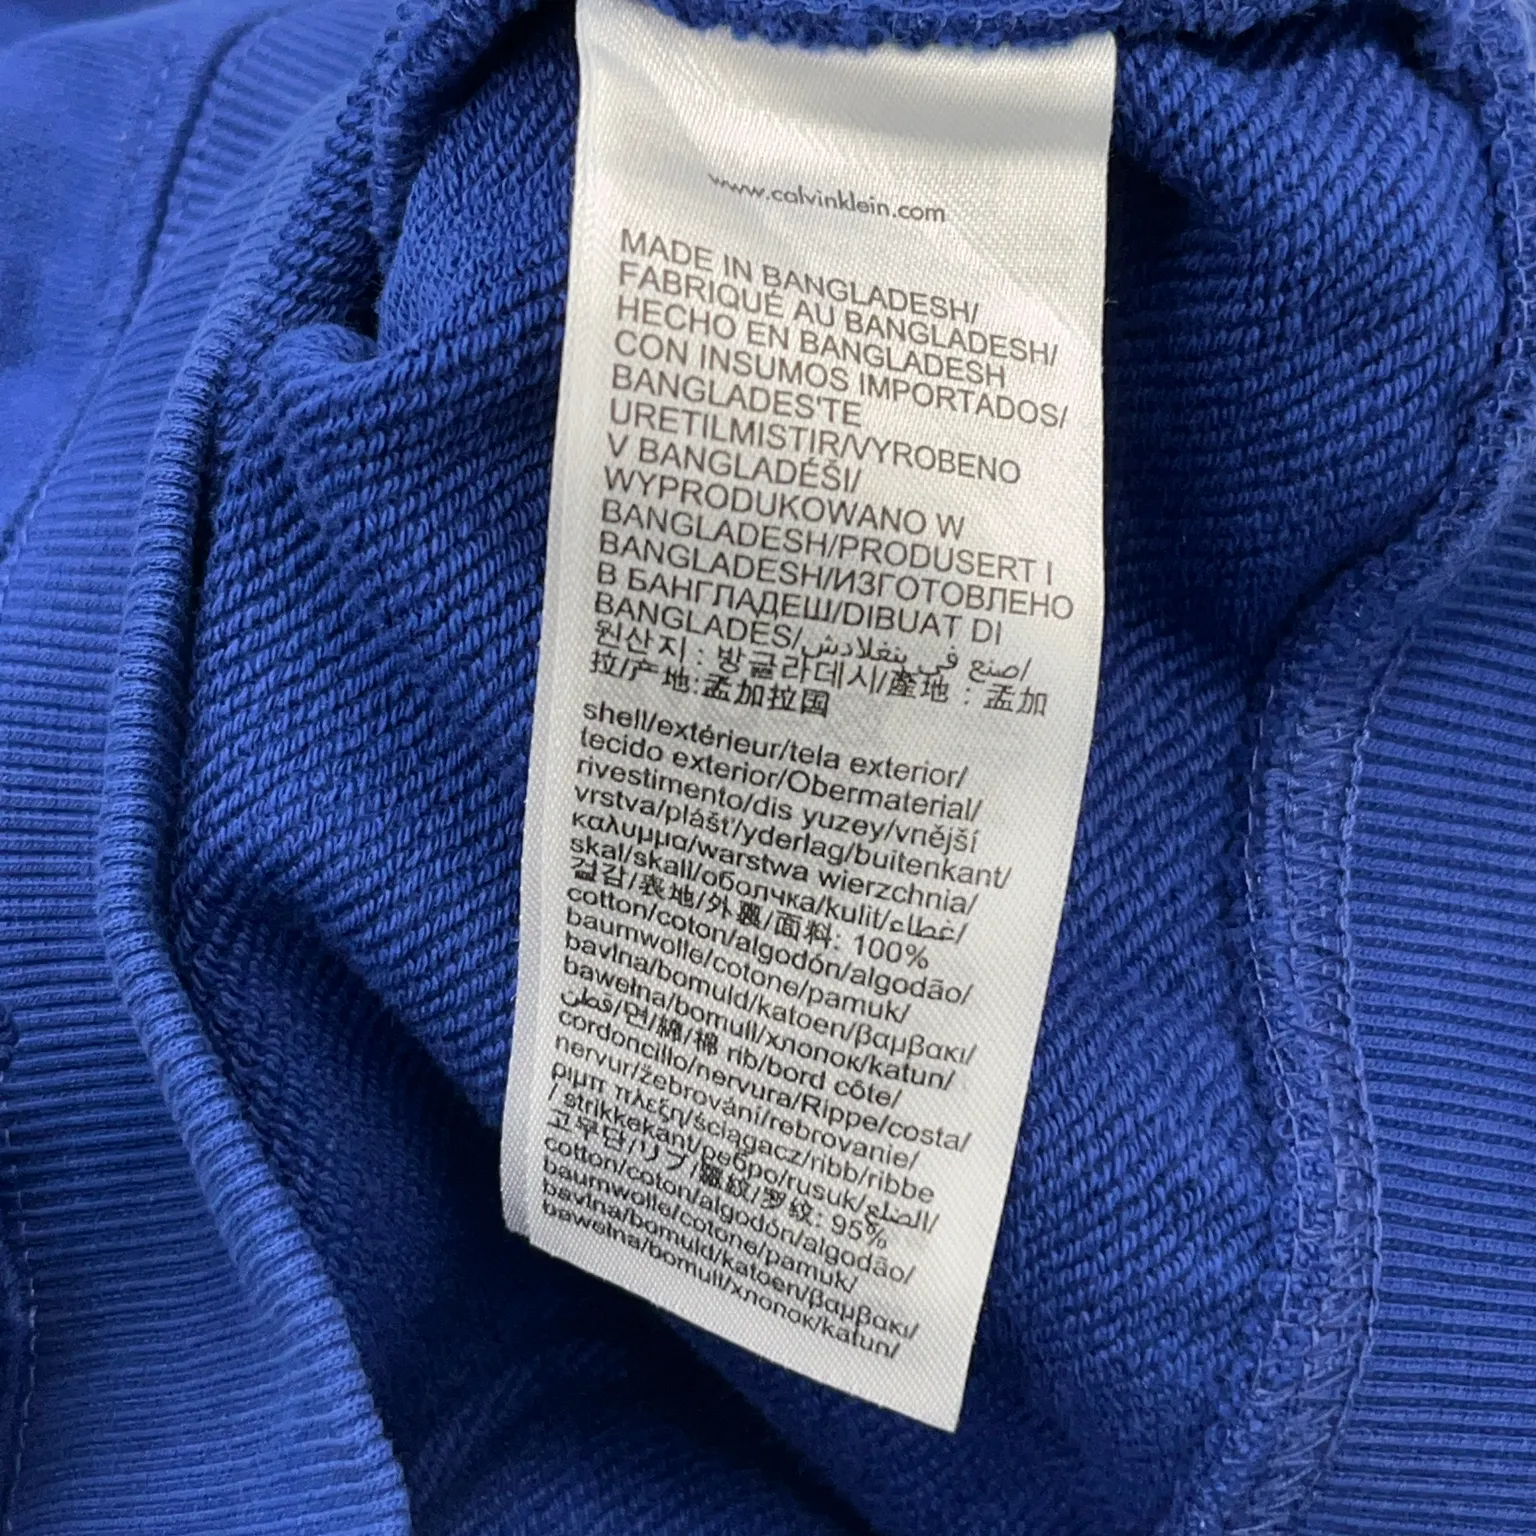 www.calvinklein.com
MADE IN BANGLADESH/
FABRIQUÉ AU BANGLADESH/
HECHO EN BANGLADESH
CON INSUMOS IMPORTADOS/
BANGLADES'TE
URETILMISTIR/VYROBENO
V BANGLADÉŠI/
WYPRODUKOWANO W
BANGLADESH/PRODUSERT I
BANGLADESH/ИЗГОТОВЛЕНО
В БАНГЛАДЕШ/DIBUAT DI
BANGLADES/صنع في بنغلادش/
원산지 : 방글라데시/產地 : 孟加
拉/产地:孟加拉国
shell/extérieur/tela exterior/
tecido exterior/Obermaterial/
rivestimento/dis yuzey/vnější
vrstva/plášť/yderlag/buitenkant/
καλυμμα/warstwa wierzchnia/
skal/skall/оболчка/kulit/غطاء/
겉감/表地/外裏/面料: 100%
cotton/coton/algodón/algodão/
baumwolle/cotone/pamuk/
bavlna/bomuld/katoen/βαμβακι/
bawełna/bomull/хлопок/katun/
قطن/면/綿/棉 rib/bord côte/
cordoncillo/nervura/Rippe/costa/
nervur/žebrování/rebrovanie/
ριμπ πλεξη/ściągacz/ribb/ribbe
/ strikkekant/ребро/rusuk/الضلع/
고무단/リブ/羅紋/罗纹: 95%
cotton/coton/algodón/algodão/
baumwolle/cotone/pamuk/
bavlna/bomuld/katoen/βαμβακι/
bawełna/bomull/хлопок/katun/